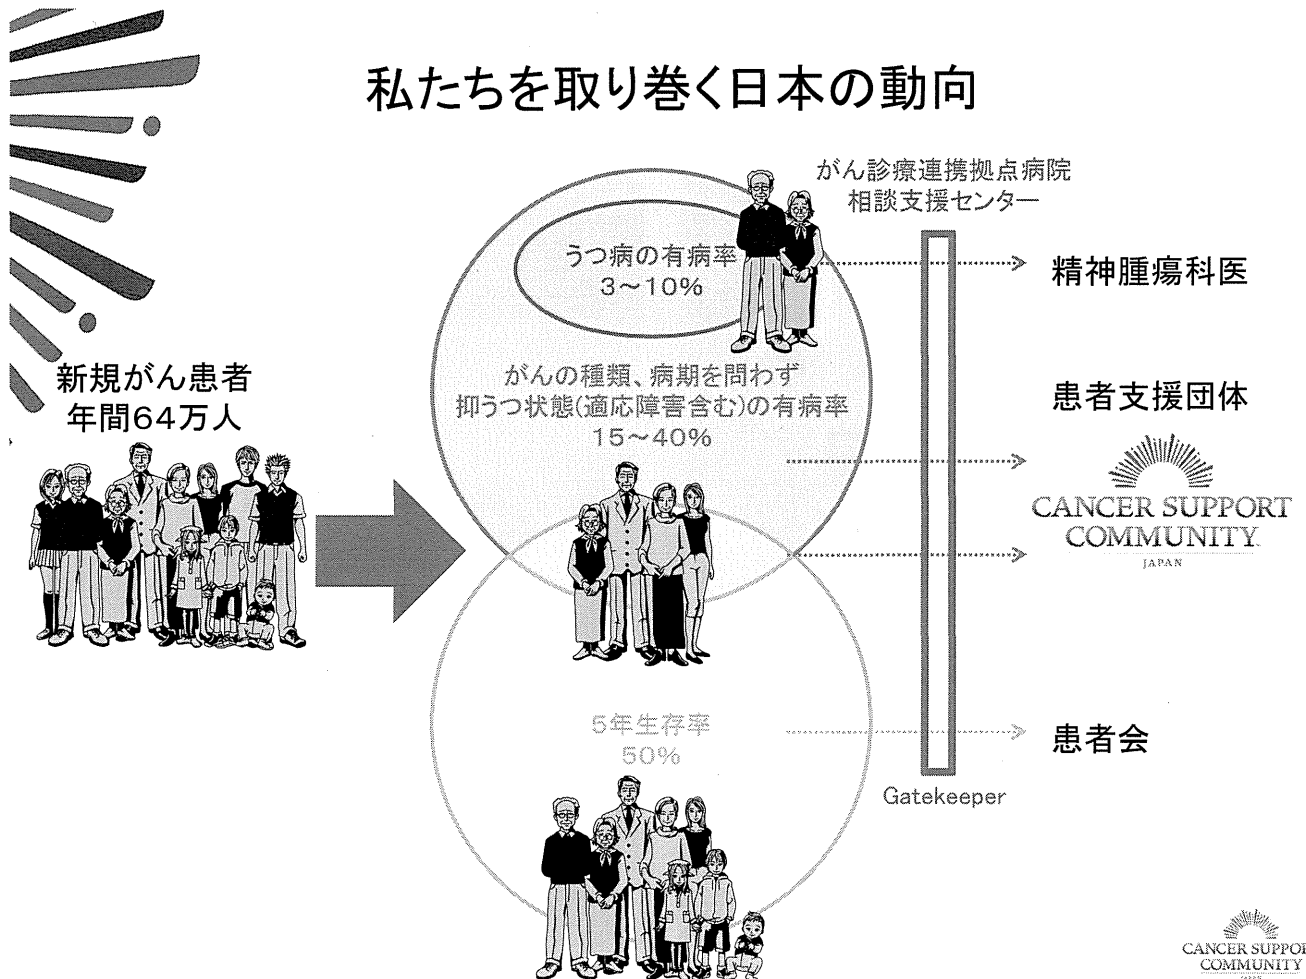 私たちを取り巻く日本の動向
がん診療連携拠点病院
相談支援センター
うつ病の有病率
3～10%
精神腫瘍科医
新規がん患者
年間64万人
がんの種類、病期を問わず
抑うつ状態(適応障害含む)の有病率
15～40%
患者支援団体
CANCER SUPPORT
COMMUNITY
JAPAN
5年生存率
50%
患者会
Gatekeeper
CANCER SUPPO
COMMUNITY